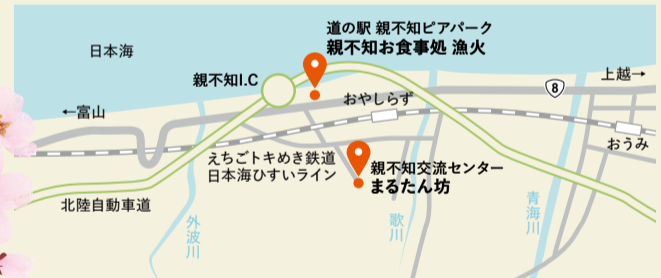 道の駅 親不知ピアパーク
親不知お食事処 漁火
日本海
親不知I.C
上越→
8
←富山
おやしらず
おうみ
えちごトキめき鉄道
日本海ひすいライン
親不知交流センター
まるたん坊
北陸自動車道
外波川
歌川
青海川